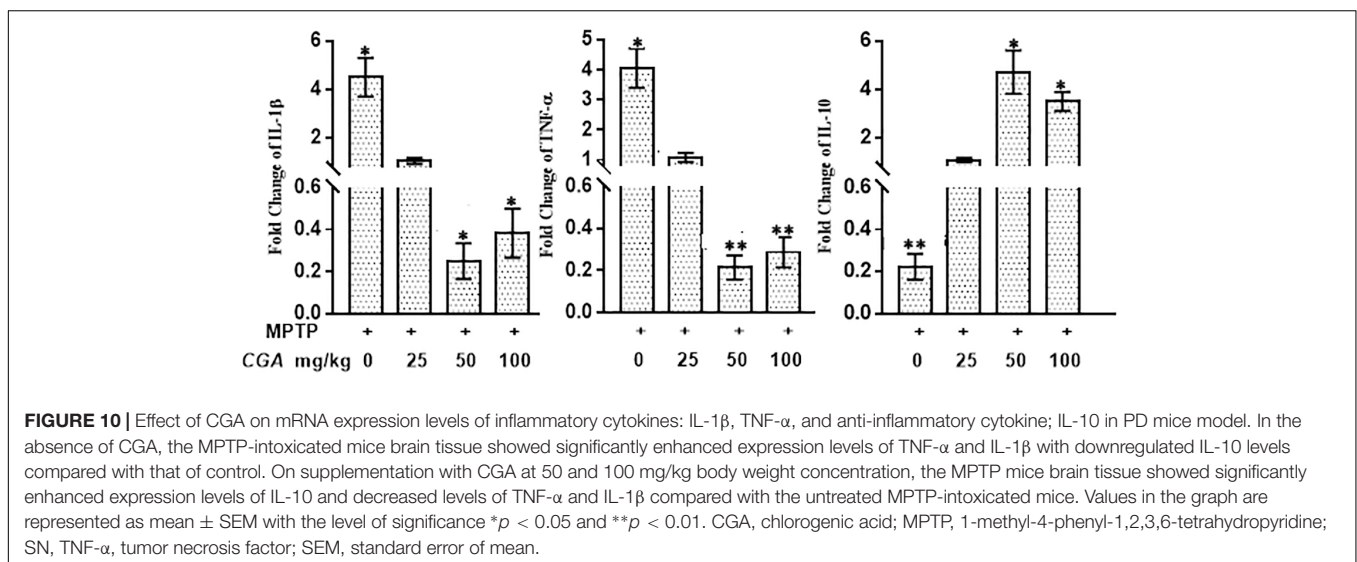 6
4
2
0.6
0.4
0.2
0.0
Fold Change of IL-1β
*
*
*
5
4
3
2
1
0.6
0.4
0.2
0.0
Fold Change of TNF-α
*
**
**
6
4
2
0.6
0.4
0.2
0.0
Fold Change of IL-10
**
*
*
MPTP + + + + + + + + + + + +
CGA mg/kg 0 25 50 100 0 25 50 100 0 25 50 100
FIGURE 10 | Effect of CGA on mRNA expression levels of inflammatory cytokines: IL-1β, TNF-α, and anti-inflammatory cytokine; IL-10 in PD mice model. In the
absence of CGA, the MPTP-intoxicated mice brain tissue showed significantly enhanced expression levels of TNF-α and IL-1β with downregulated IL-10 levels
compared with that of control. On supplementation with CGA at 50 and 100 mg/kg body weight concentration, the MPTP mice brain tissue showed significantly
enhanced expression levels of IL-10 and decreased levels of TNF-α and IL-1β compared with the untreated MPTP-intoxicated mice. Values in the graph are
represented as mean ± SEM with the level of significance *p < 0.05 and **p < 0.01. CGA, chlorogenic acid; MPTP, 1-methyl-4-phenyl-1,2,3,6-tetrahydropyridine;
SN, TNF-α, tumor necrosis factor; SEM, standard error of mean.